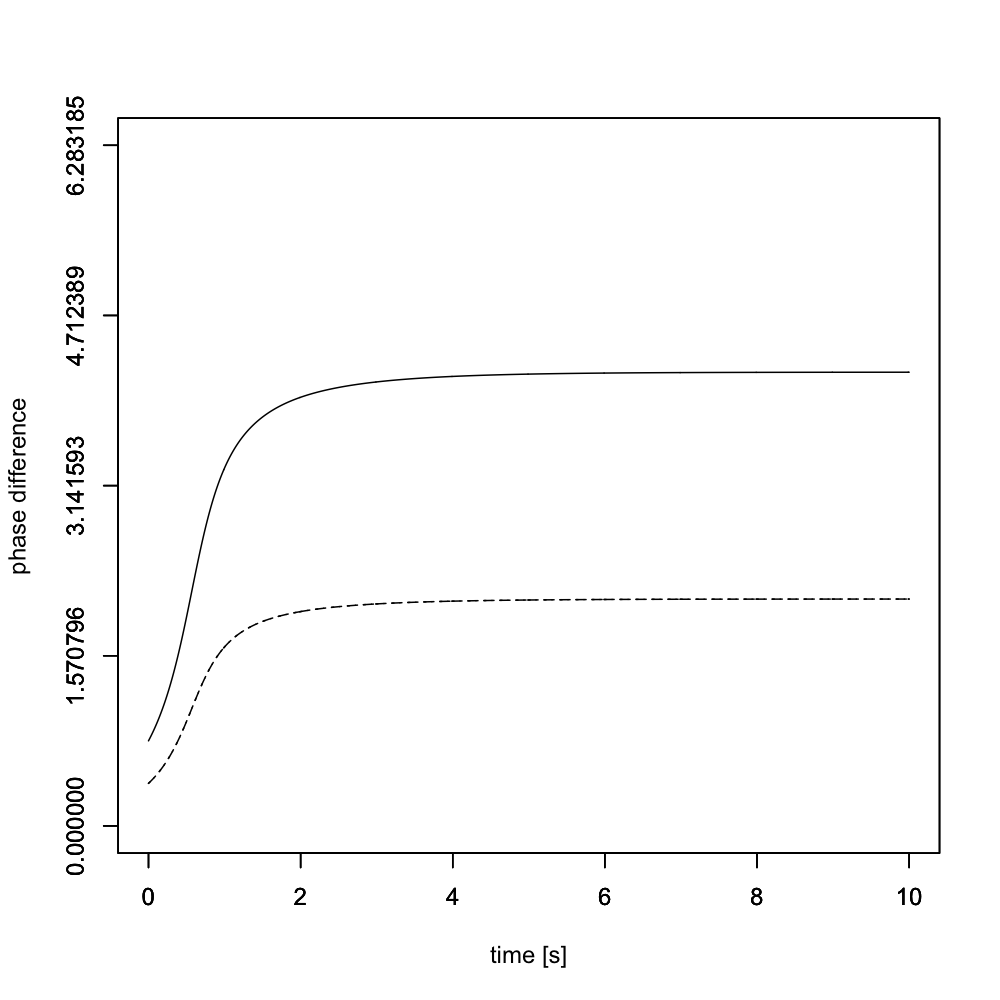 6.283185
4.712389
3.141593
1.570796
0.000000
phase difference
0 2 4 6 8 10
time [s]